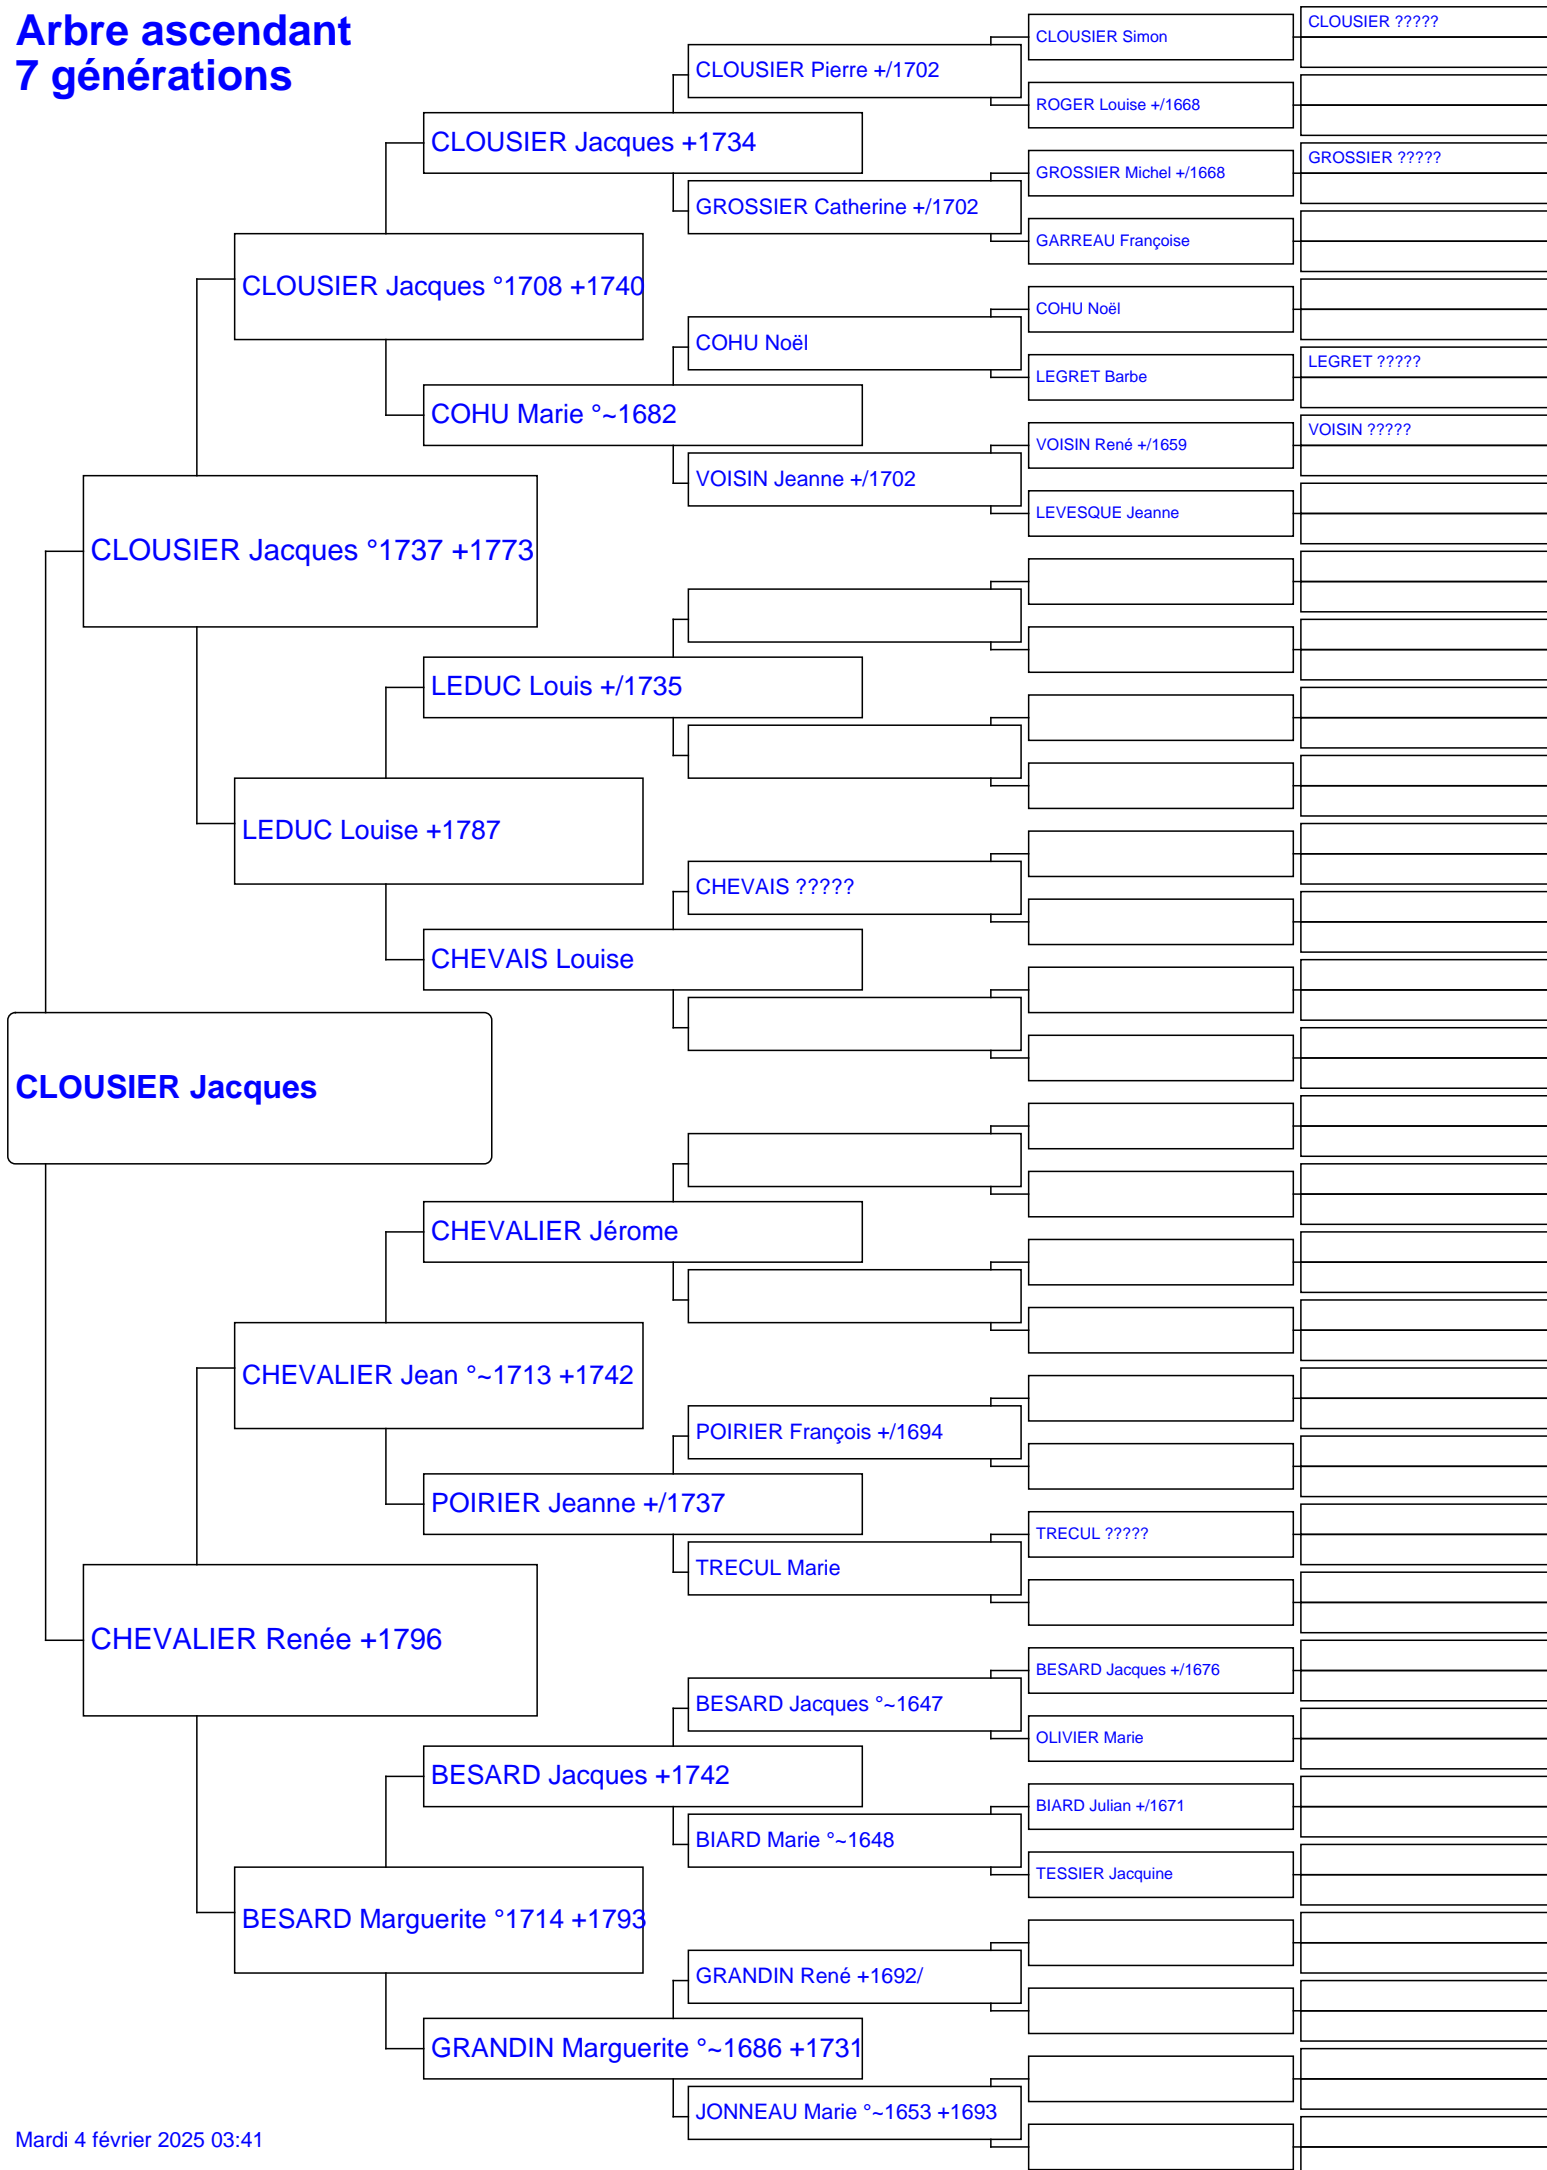 Arbre ascendant
7 générations
CLOUSIER Jacques
CLOUSIER Jacques °1737 +1773
CHEVALIER Renée +1796
CLOUSIER Jacques °1708 +1740
LEDUC Louise +1787
CHEVALIER Jean °~1713 +1742
BESARD Marguerite °1714 +1793
CLOUSIER Jacques +1734
COHU Marie °~1682
LEDUC Louis +/1735
CHEVAIS Louise
CHEVALIER Jérome
POIRIER Jeanne +/1737
BESARD Jacques +1742
GRANDIN Marguerite °~1686 +1731
CLOUSIER Pierre +/1702
GROSSIER Catherine +/1702
COHU Noël
VOISIN Jeanne +/1702
CHEVAIS ?????
POIRIER François +/1694
TRECUL Marie
BESARD Jacques °~1647
BIARD Marie °~1648
GRANDIN René +1692/
JONNEAU Marie °~1653 +1693
CLOUSIER Simon
ROGER Louise +/1668
GROSSIER Michel +/1668
GARREAU Françoise
COHU Noël
LEGRET Barbe
VOISIN René +/1659
LEVESQUE Jeanne
TRECUL ?????
BESARD Jacques +/1676
OLIVIER Marie
BIARD Julian +/1671
TESSIER Jacquine
CLOUSIER ?????
GROSSIER ?????
LEGRET ?????
VOISIN ?????
Mardi 4 février 2025 03:41